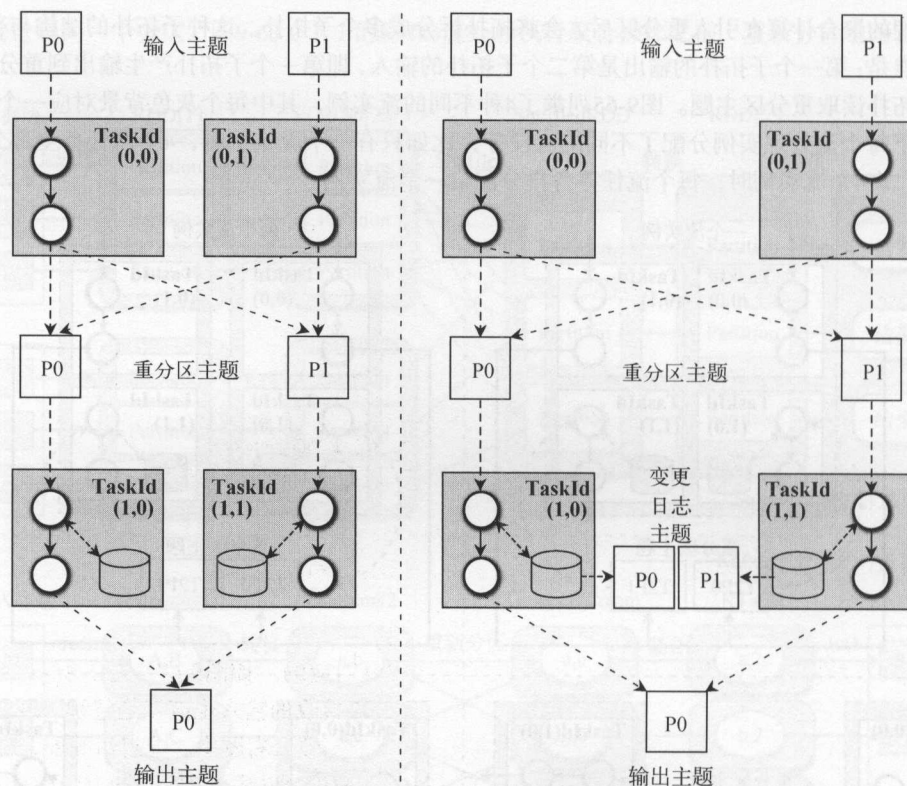 P0 输入主题 P1 P0 输入主题 P1
TaskId TaskId TaskId TaskId
(0,0) (0,1) (0,0) (0,1)
P0 重分区主题 P1 P0 重分区主题 P1
TaskId TaskId TaskId 变更 TaskId
(1,0) (1,1) (1,0) 日志 (1,1)
主题
P0 P1
P0 P0
输出主题 输出主题